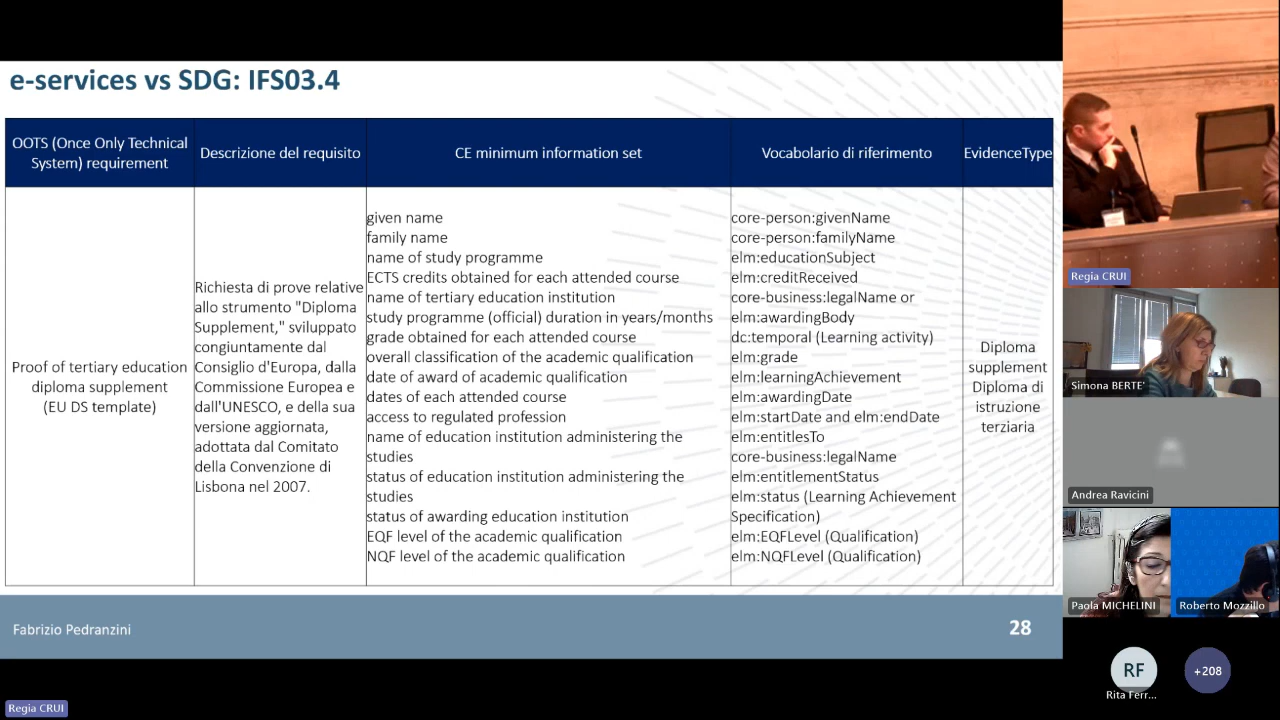 e-services vs SDG: IFS03.4
OOTS (Once Only Technical
System) requirement
Descrizione del requisito
CE minimum information set
Vocabolario di riferimento
EvidenceType
Proof of tertiary education
diploma supplement
(EU DS template)
Richiesta di prove relative
allo strumento "Diploma
Supplement," sviluppato
congiuntamente dal
Consiglio d'Europa, dalla
Commissione Europea e
dall'UNESCO, e della sua
versione aggiornata,
adottata dal Comitato
della Convenzione di
Lisbona nel 2007.
given name
family name
name of study programme
ECTS credits obtained for each attended course
name of tertiary education institution
study programme (official) duration in years/months
grade obtained for each attended course
overall classification of the academic qualification
date of award of academic qualification
dates of each attended course
access to regulated profession
name of education institution administering the
studies
status of education institution administering the
studies
status of awarding education institution
EQF level of the academic qualification
NQF level of the academic qualification
core-person:givenName
core-person:familyName
elm:educationSubject
elm:creditReceived
core-business:legalName or
elm:awardingBody
dc:temporal (Learning activity)
elm:grade
elm:learningAchievement
elm:awardingDate
elm:startDate and elm:endDate
elm:entitlesTo
core-business:legalName
elm:entitlementStatus
elm:status (Learning Achievement
Specification)
elm:EQFLevel (Qualification)
elm:NQFLevel (Qualification)
Diploma
supplement
Diploma di
istruzione
terziaria
Fabrizio Pedranzini
28
Regia CRUI
Regia CRUI
Simona BERTE'
Andrea Ravicini
Paola MICHELINI
Roberto Mozzillo
RF
Rita Ferr...
+208